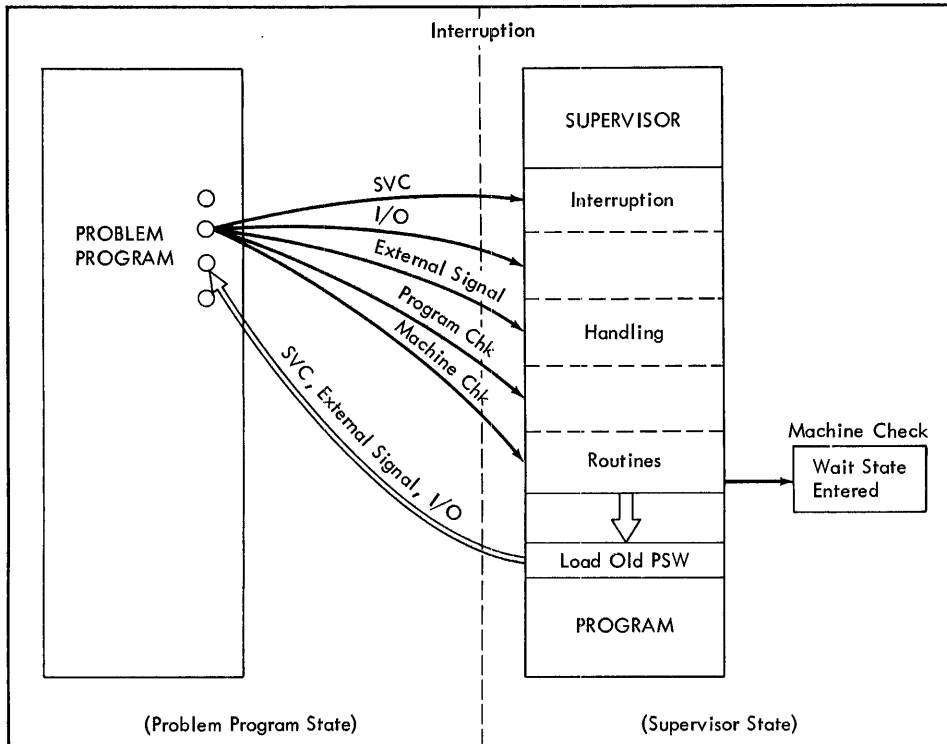 Interruption
SUPERVISOR
SVC
Interruption
I/O
PROBLEM
PROGRAM
External Signal
Program Chk
Handling
Machine Chk
SVC, External Signal, I/O
Machine Check
Routines
Wait State
Entered
Load Old PSW
PROGRAM
(Problem Program State)
(Supervisor State)